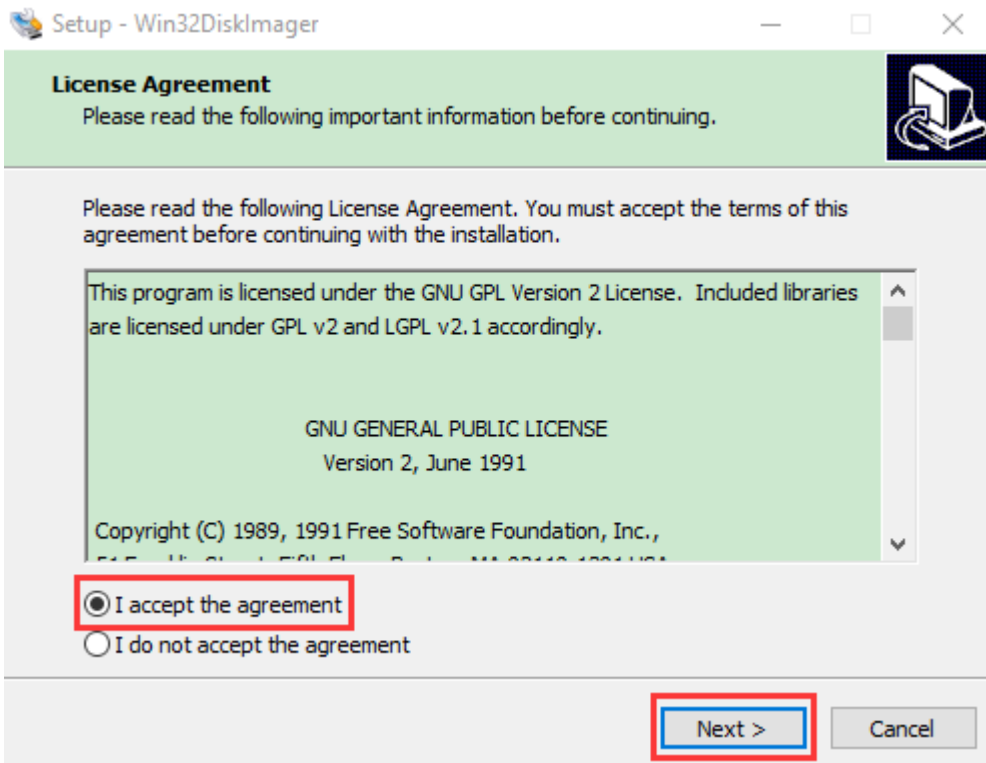 Setup - Win32DiskImager
License Agreement
Please read the following important information before continuing.
Please read the following License Agreement. You must accept the terms of this
agreement before continuing with the installation.
This program is licensed under the GNU GPL Version 2 License.  Included libraries
are licensed under GPL v2 and LGPL v2.1 accordingly.
GNU GENERAL PUBLIC LICENSE
Version 2, June 1991
Copyright (C) 1989, 1991 Free Software Foundation, Inc.,
I accept the agreement
I do not accept the agreement
Next >
Cancel